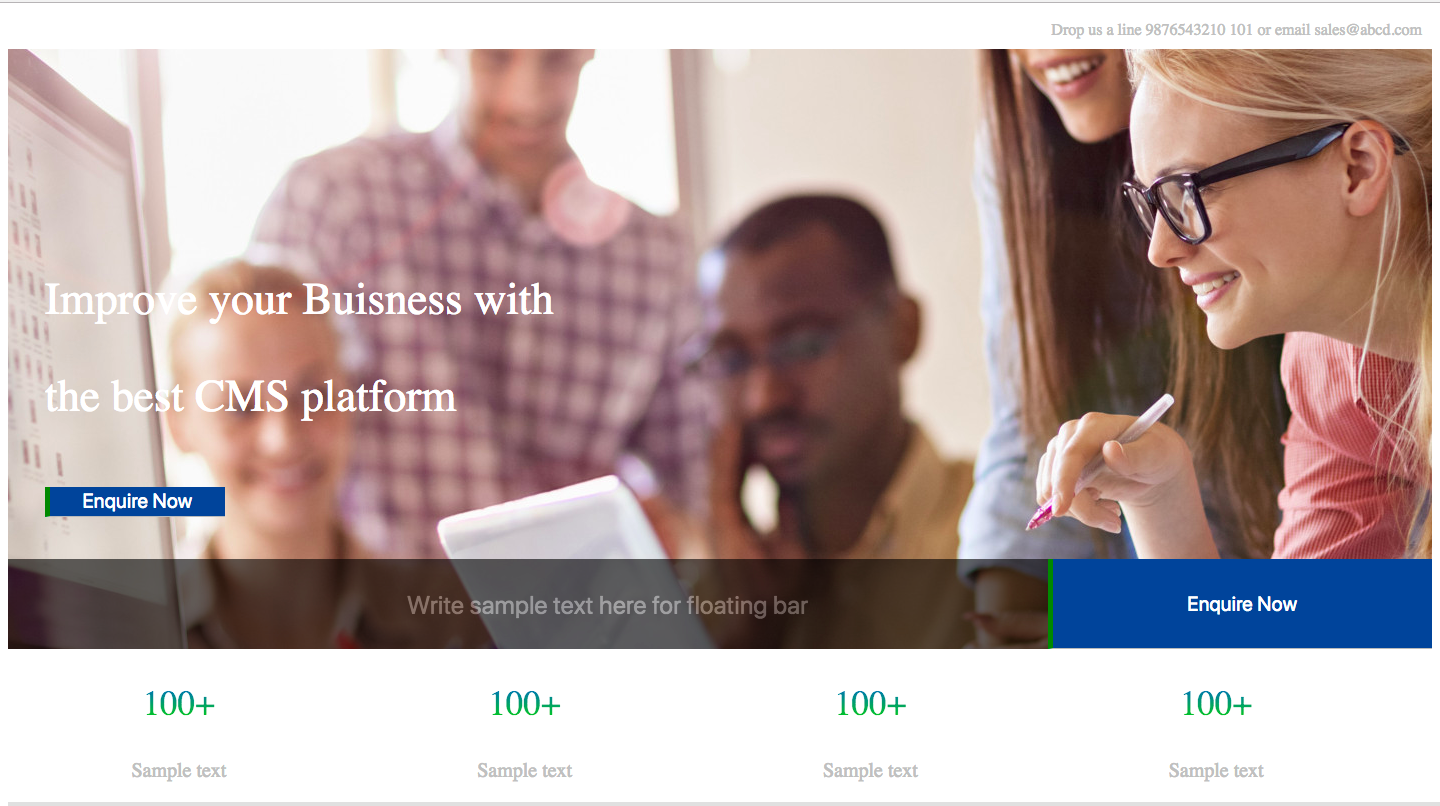 Drop us a line 9876543210 101 or email sales@abcd.com
Improve your Buisness with
the best CMS platform
Enquire Now
Write sample text here for floating bar
Enquire Now
100+ 100+ 100+ 100+
Sample text Sample text Sample text Sample text